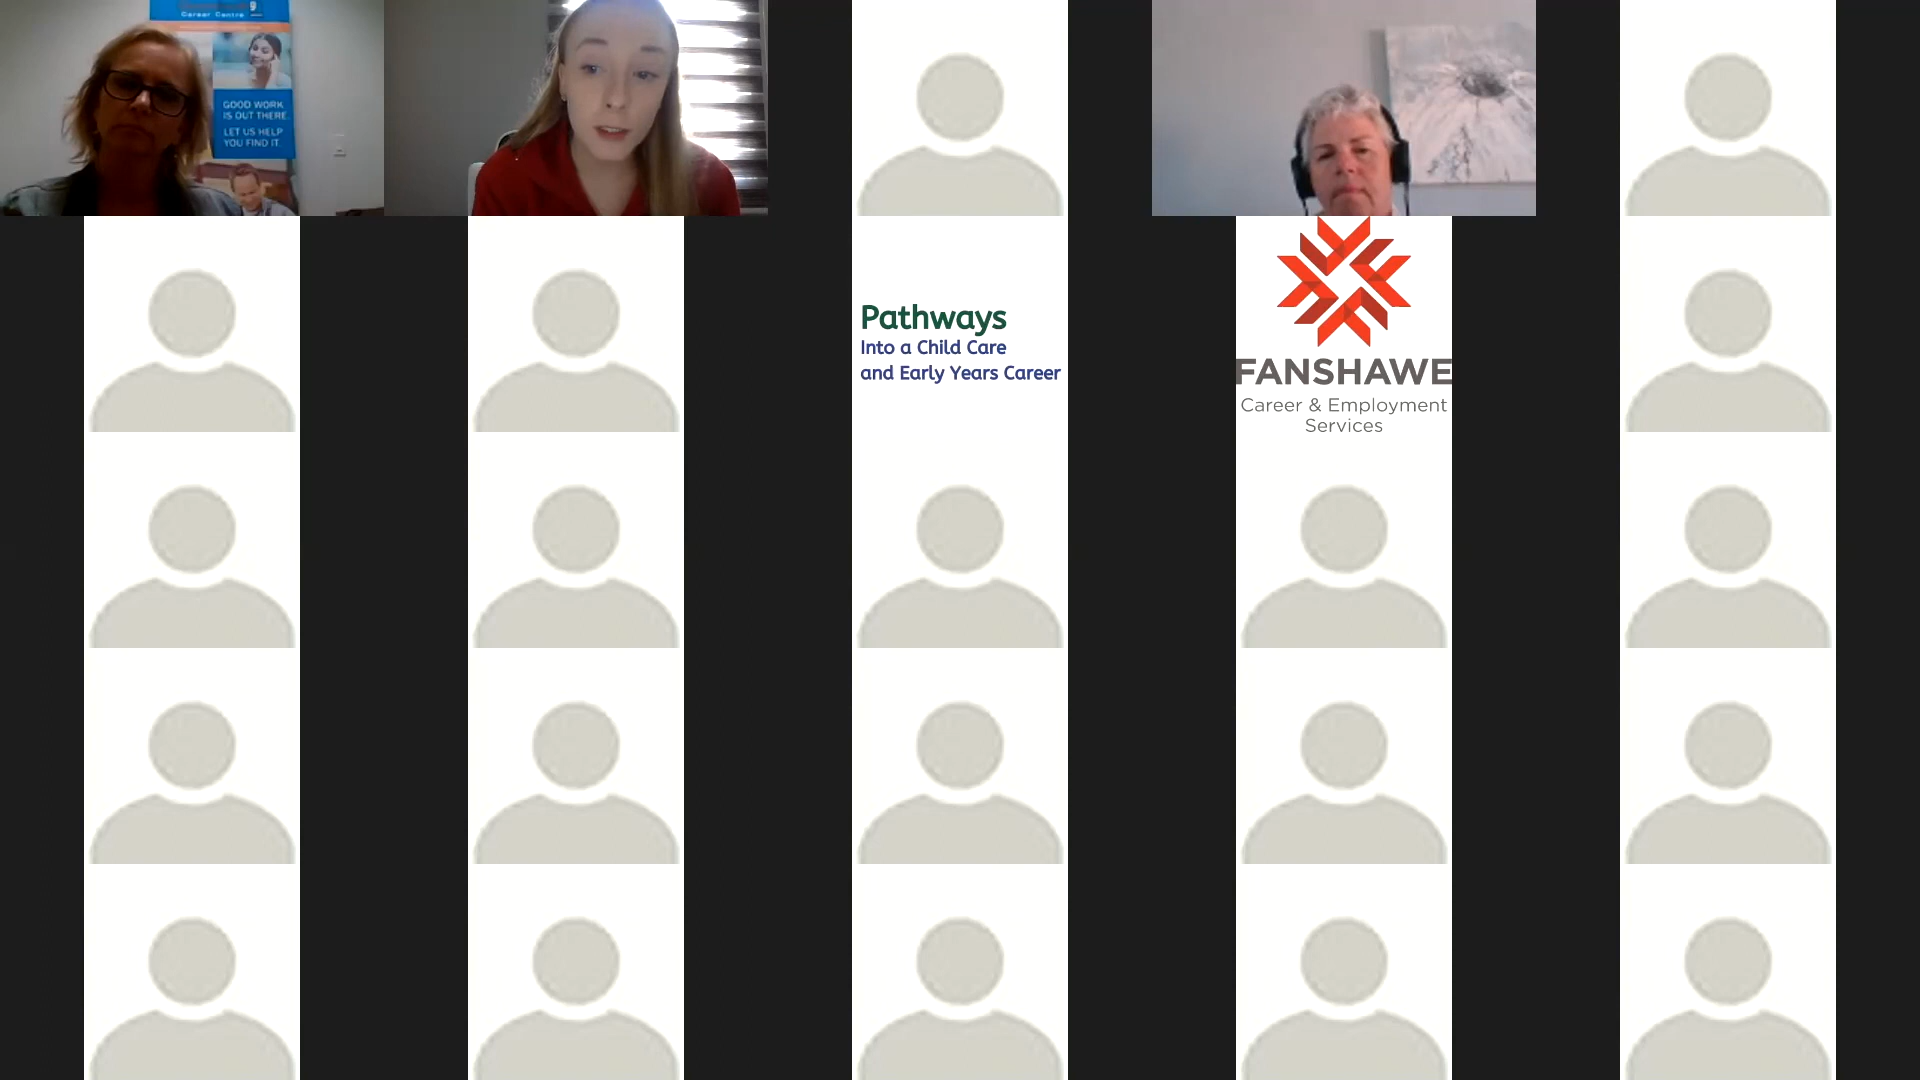 Career Centre
GOOD WORK
IS OUT THERE.
LET US HELP
YOU FIND IT.
Pathways
Into a Child Care
and Early Years Career
FANSHAWE
Career & Employment
Services